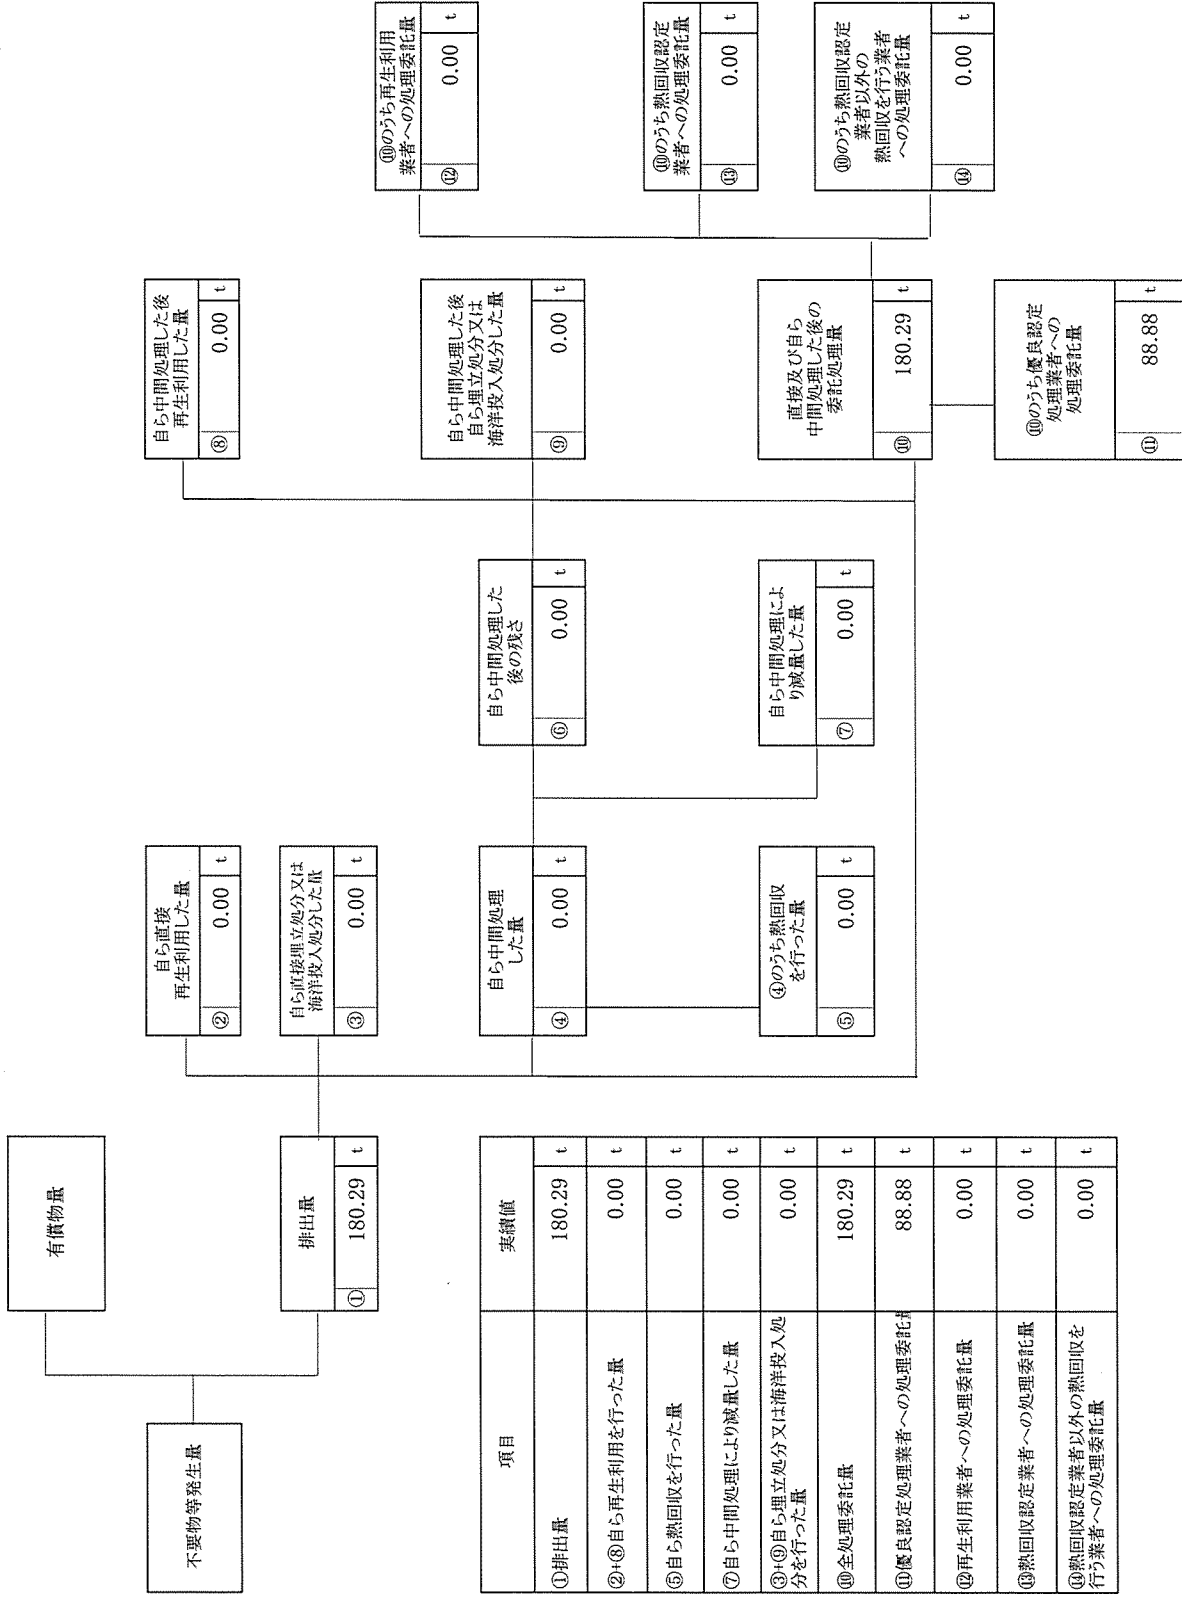 不要物等発生量
有償物量
排出量
① 180.29 t
自ら直接
再生利用した量
② 0.00 t
自ら直接埋立処分又は
海洋投入処分した量
③ 0.00 t
自ら中間処理
した量
④ 0.00 t
④のうち熱回収
を行った量
⑤ 0.00 t
自ら中間処理した
後の残さ
⑥ 0.00 t
自ら中間処理によ
り減量した量
⑦ 0.00 t
自ら中間処理した後
再生利用した量
⑧ 0.00 t
自ら中間処理した後
自ら埋立処分又は
海洋投入処分した量
⑨ 0.00 t
直接及び自ら
中間処理した後の
委託処理量
⑩ 180.29 t
⑩のうち優良認定
処理業者への
処理委託量
⑪ 88.88 t
⑩のうち再生利用
業者への処理委託量
⑫ 0.00 t
⑩のうち熱回収認定
業者への処理委託量
⑬ 0.00 t
⑩のうち熱回収認定
業者以外の
熱回収を行う業者
への処理委託量
⑭ 0.00 t
項目 実績値
①排出量 180.29 t
②+⑧自ら再生利用を行った量 0.00 t
⑤自ら熱回収を行った量 0.00 t
⑦自ら中間処理により減量した量 0.00 t
③+⑨自ら埋立処分又は海洋投入処
分を行った量 0.00 t
⑩全処理委託量 180.29 t
⑪優良認定処理業者への処理委託量 88.88 t
⑫再生利用業者への処理委託量 0.00 t
⑬熱回収認定業者への処理委託量 0.00 t
⑭熱回収認定業者以外の熱回収を
行う業者への処理委託量 0.00 t